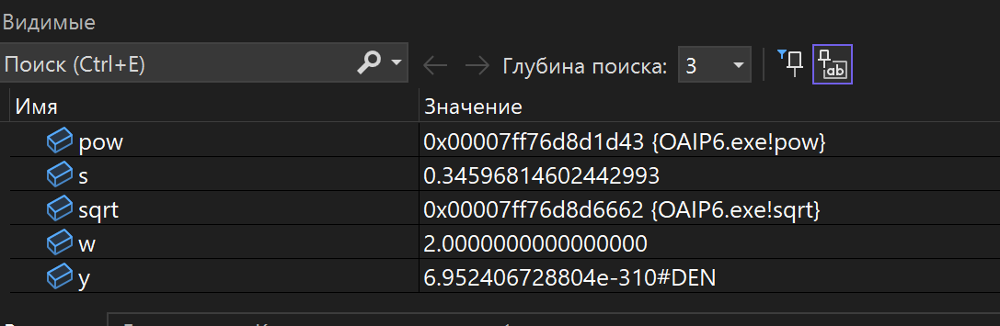 Видимые
Поиск (Ctrl+E)
Глубина поиска: 3
ab
Имя Значение
pow 0x00007ff76d8d1d43 {OAIP6.exe!pow}
s 0.34596814602442993
sqrt 0x00007ff76d8d6662 {OAIP6.exe!sqrt}
w 2.0000000000000000
y 6.952406728804e-310#DEN